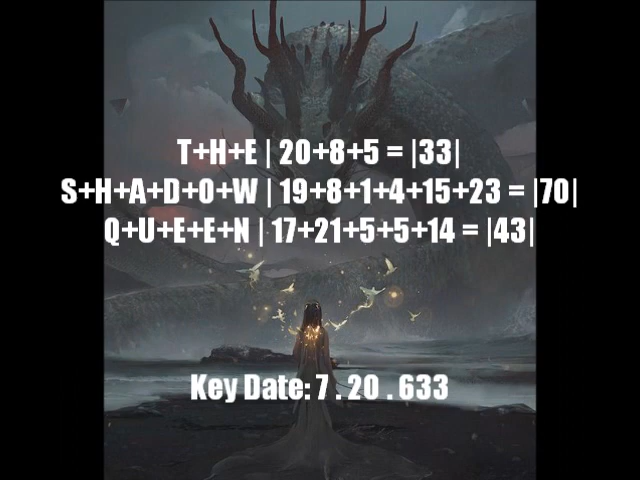 T+H+E | 20+8+5 = |33|
S+H+A+D+O+W | 19+8+1+4+15+23 = |70|
Q+U+E+E+N | 17+21+5+5+14 = |43|
Key Date: 7 . 20 . 633